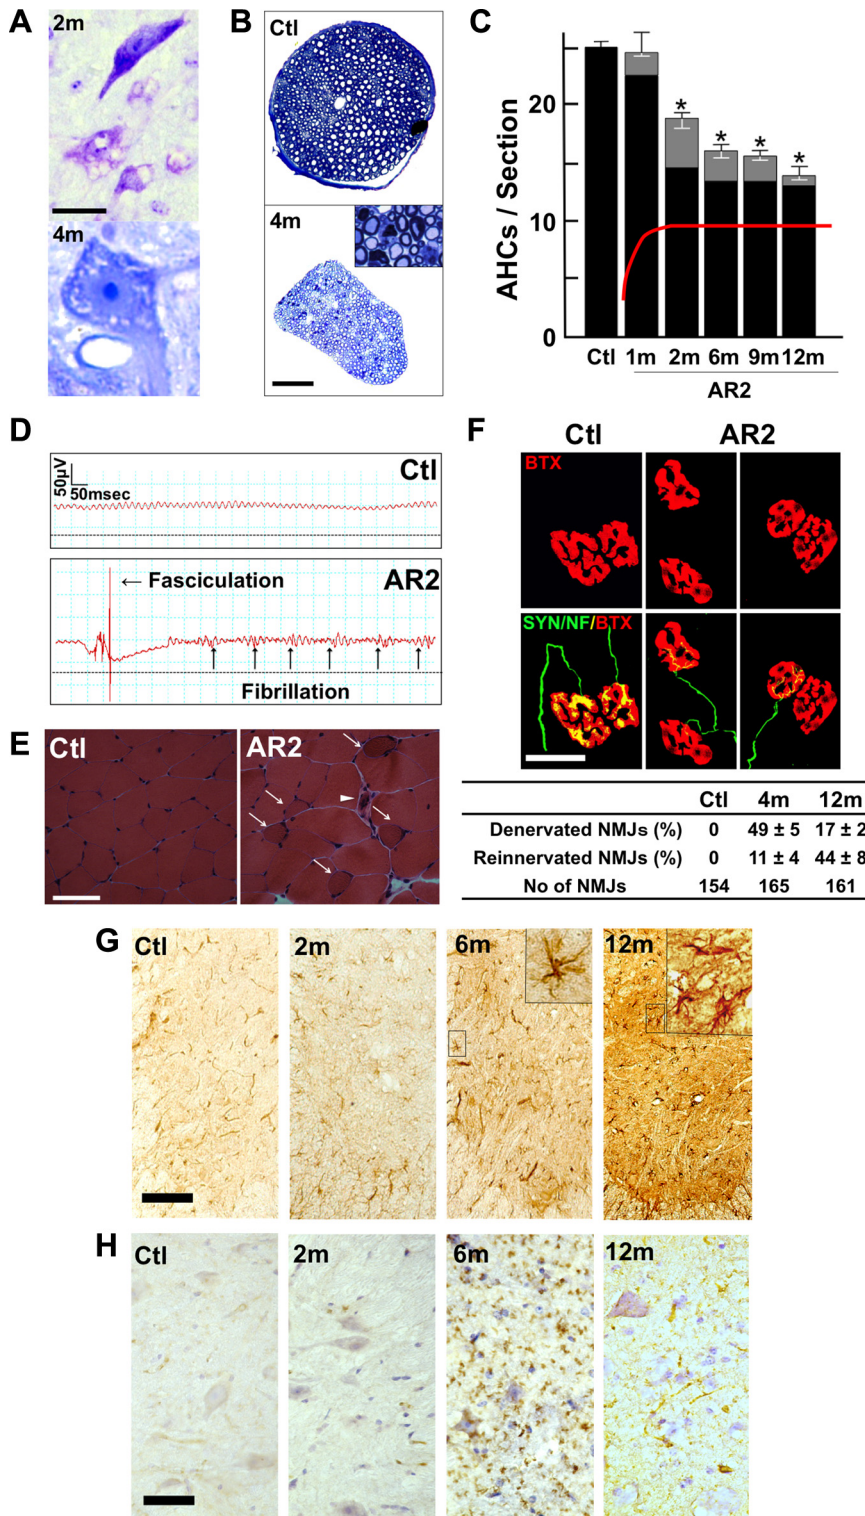 A
2m
4m
B
Ctl
4m
C
AHCs / Section
20
10
0
Ctl 1m 2m 6m 9m 12m
AR2
* * * * *
D
50μV
50msec
Ctl
AR2
← Fasciculation
Fibrillation
E
Ctl
AR2
F
Ctl AR2
BTX
SYN/NF/BTX
Ctl 4m 12m
Denervated NMJs (%) 0 49 ± 5 17 ± 2
Reinnervated NMJs (%) 0 11 ± 4 44 ± 8
No of NMJs 154 165 161
G
Ctl
2m
6m
12m
H
Ctl
2m
6m
12m